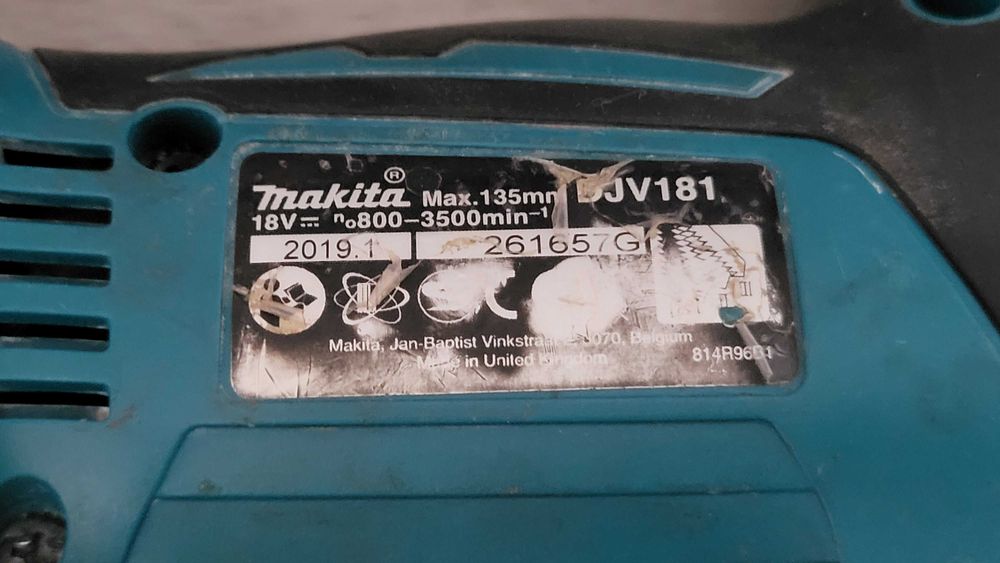 makita® Max.135mm DJV181
18V⎓ n₀800–3500min⁻¹
2019.1 261657G
Makita, Jan-Baptist Vinkstraat 2 3070, Belgium
Made in United Kingdom
814R96D1